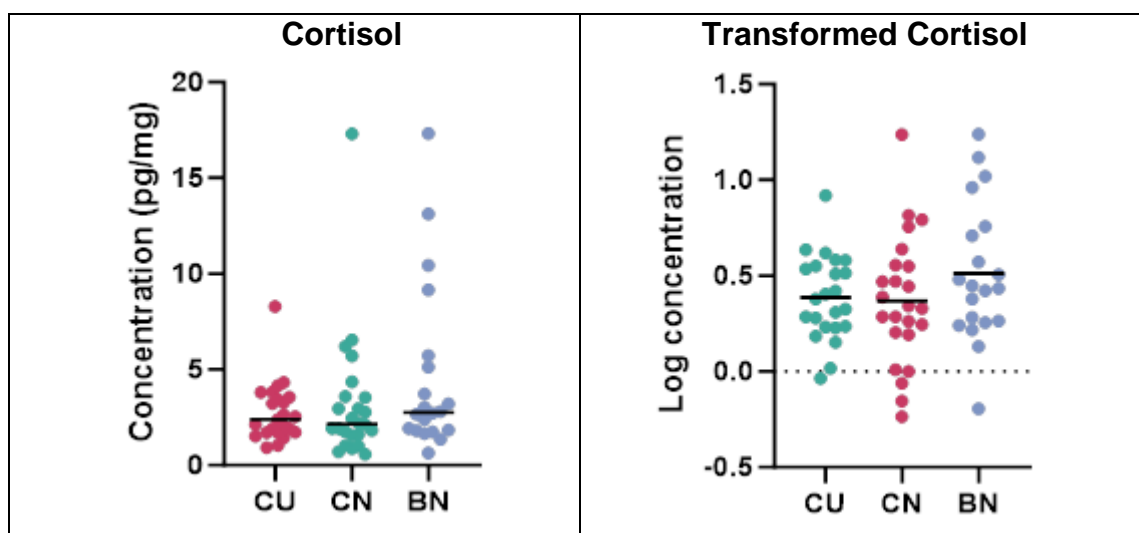 Cortisol
Concentration (pg/mg)
20
15
10
5
0
CU CN BN
Transformed Cortisol
Log concentration
1.5
1.0
0.5
0.0
-0.5
CU CN BN